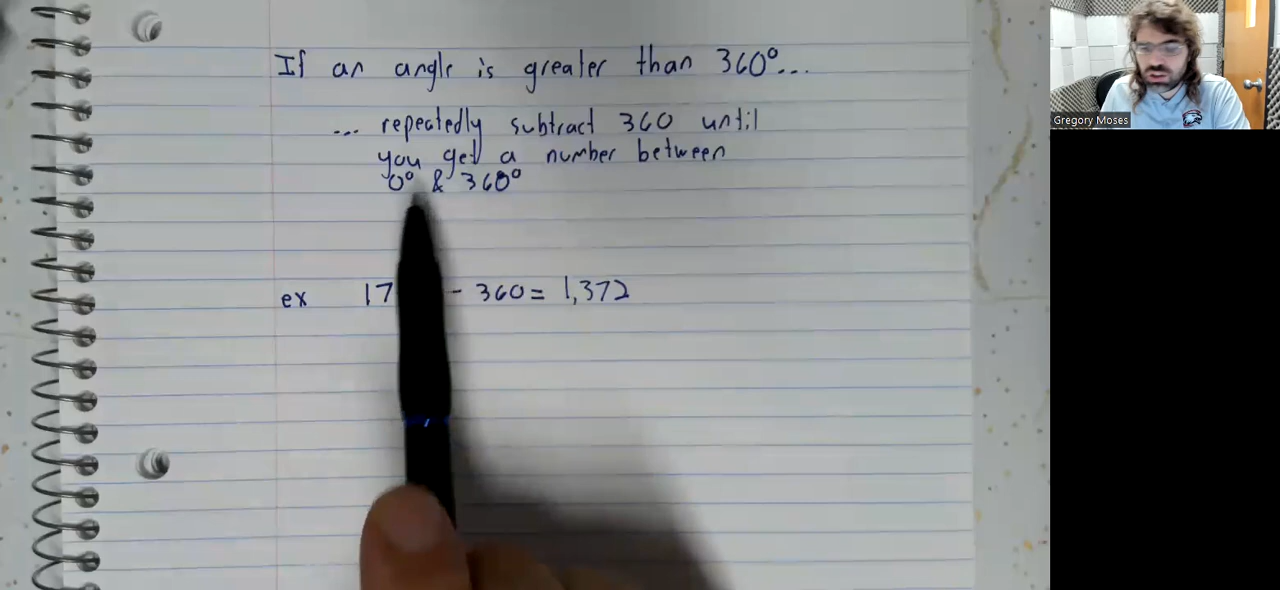 If an angle is greater than 360°...
... repeatedly subtract 360 until
you get a number between
0° & 360°
ex 17 - 360 = 1,372
Gregory Moses